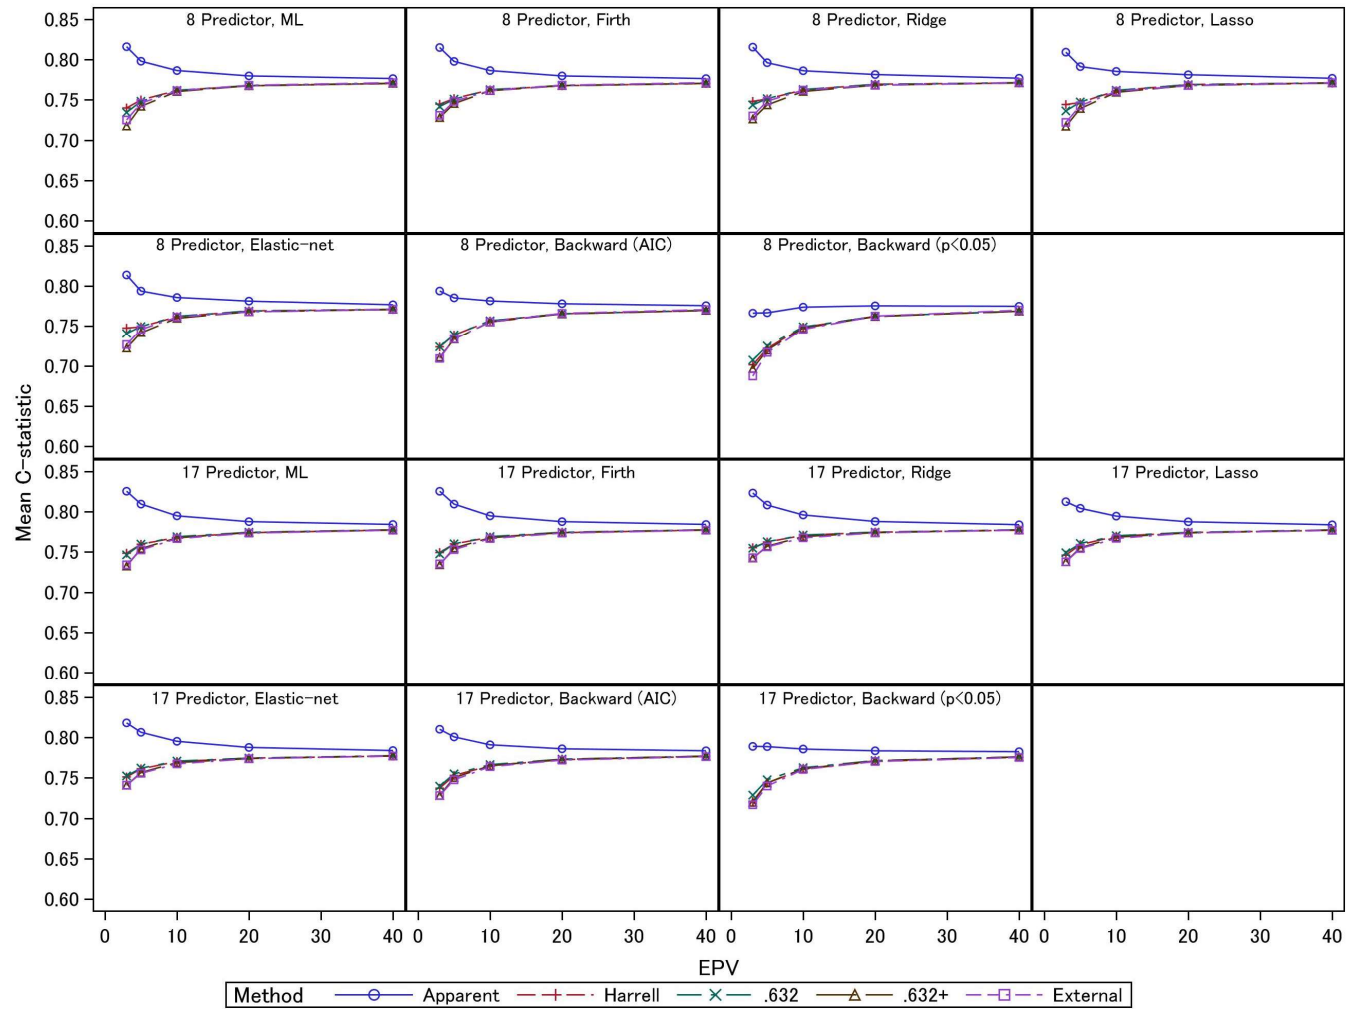 8 Predictor, ML
8 Predictor, Firth
8 Predictor, Ridge
8 Predictor, Lasso
0.85
0.80
0.75
0.70
0.65
0.60
8 Predictor, Elastic-net
8 Predictor, Backward (AIC)
8 Predictor, Backward (p<0.05)
0.85
0.80
0.75
0.70
0.65
0.60
Mean C-statistic
17 Predictor, ML
17 Predictor, Firth
17 Predictor, Ridge
17 Predictor, Lasso
0.85
0.80
0.75
0.70
0.65
0.60
17 Predictor, Elastic-net
17 Predictor, Backward (AIC)
17 Predictor, Backward (p<0.05)
0.85
0.80
0.75
0.70
0.65
0.60
0 10 20 30 40 0 10 20 30 40 0 10 20 30 40 0 10 20 30 40
EPV
Method Apparent Harrell .632 .632+ External